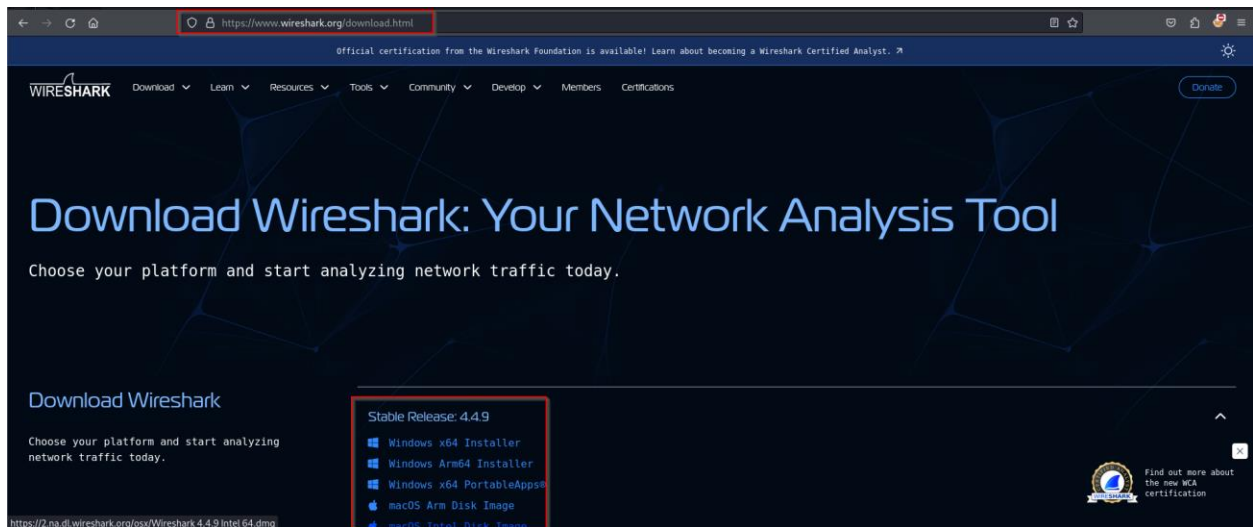 https://www.wireshark.org/download.html
Official certification from the Wireshark Foundation is available! Learn about becoming a Wireshark Certified Analyst.
WIRESHARK Download Learn Resources Tools Community Develop Members Certifications Donate
Download Wireshark: Your Network Analysis Tool
Choose your platform and start analyzing network traffic today.
Download Wireshark
Choose your platform and start analyzing
network traffic today.
Stable Release: 4.4.9
Windows x64 Installer
Windows Arm64 Installer
Windows x64 PortableApps®
macOS Arm Disk Image
macOS Intel Disk Image
WIRESHARK
Find out more about
the new WCA
certification
https://2.na.dl.wireshark.org/osx/Wireshark 4.4.9 Intel 64.dmg